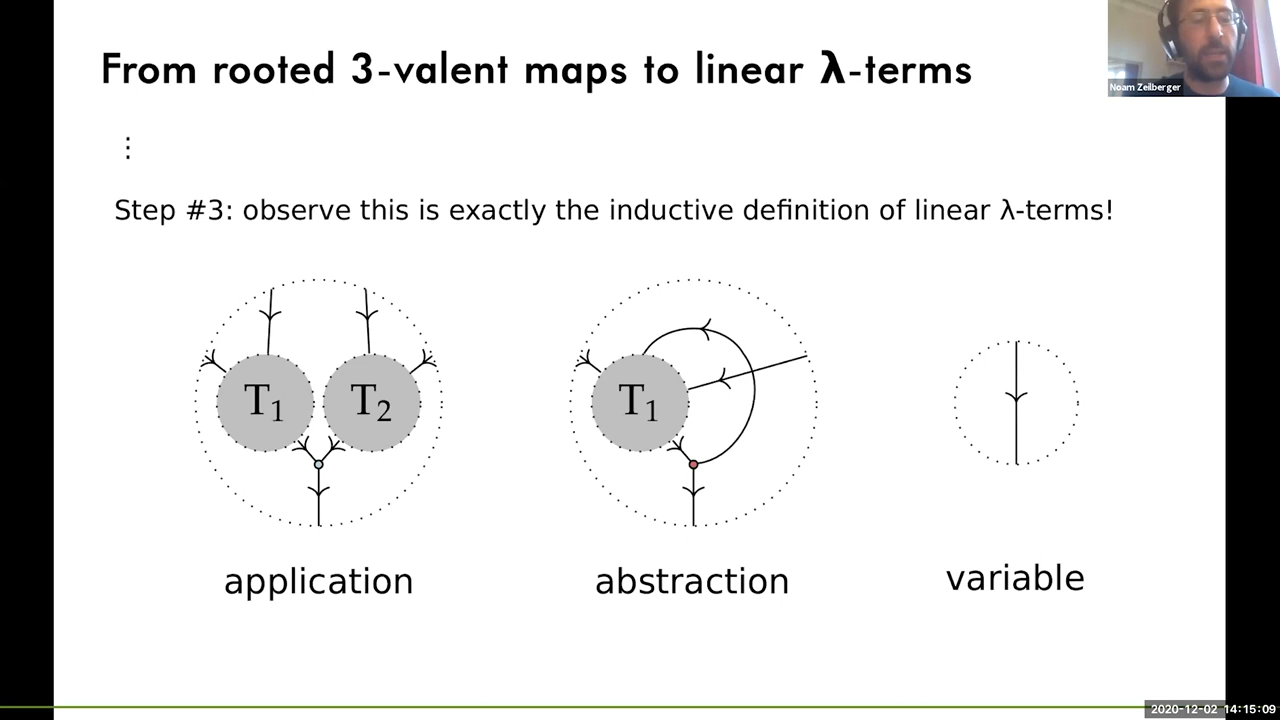 From rooted 3-valent maps to linear λ-terms
Noam Zeilberger
⋮
Step #3: observe this is exactly the inductive definition of linear λ-terms!
T₁ T₂ T₁
application abstraction variable
2020-12-02 14:15:09